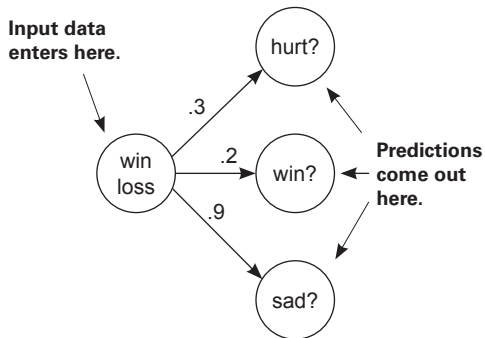 Input data
enters here.
hurt?
.3
win
loss
.2
win?
Predictions
come out
here.
.9
sad?